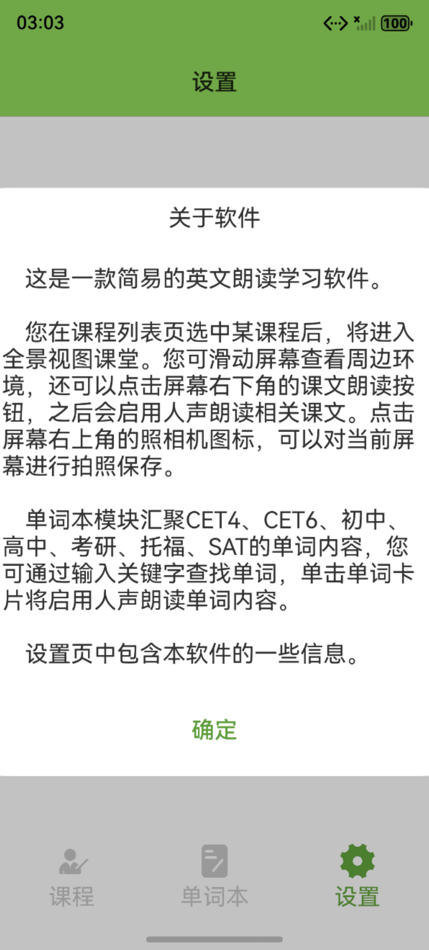 03:03
100
设置
关于软件
这是一款简易的英文朗读学习软件。
您在课程列表页选中某课程后，将进入
全景视图课堂。您可滑动屏幕查看周边环
境，还可以点击屏幕右下角的课文朗读按
钮，之后会启用人声朗读相关课文。点击
屏幕右上角的照相机图标，可以对当前屏
幕进行拍照保存。
单词本模块汇聚CET4、CET6、初中、
高中、考研、托福、SAT的单词内容，您
可通过输入关键字查找单词，单击单词卡
片将启用人声朗读单词内容。
设置页中包含本软件的一些信息。
确定
课程
单词本
设置